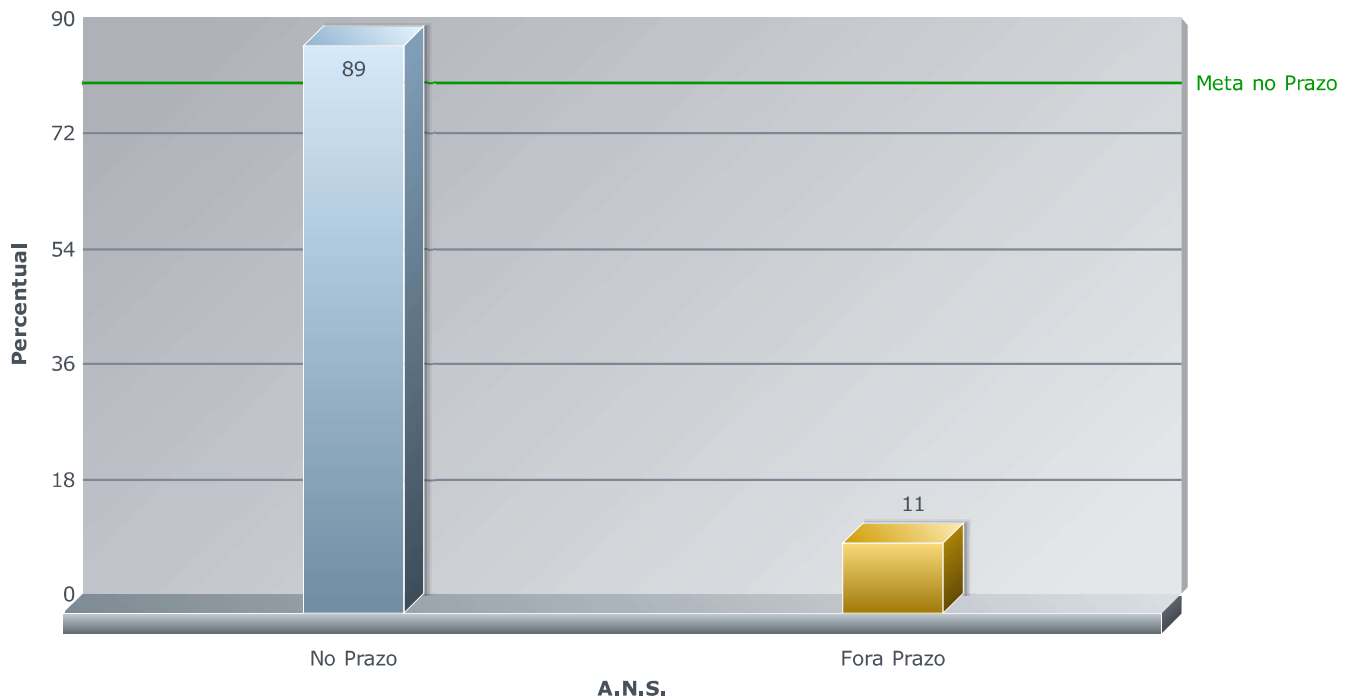 90
89
Meta no Prazo
72
54
Percentual
36
18
11
0
No Prazo
Fora Prazo
A.N.S.